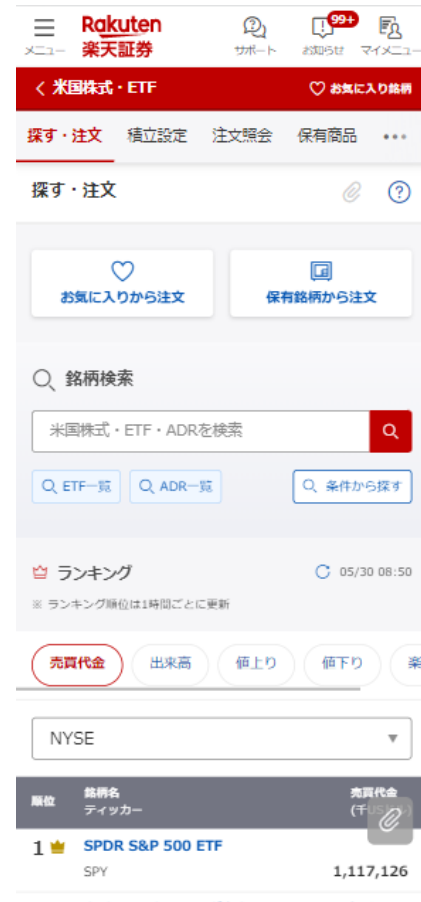 Rakuten
楽天証券
メニュー
サポート
99+
お知らせ
マイメニュー
< 米国株式・ETF
お気に入り銘柄
探す・注文 積立設定 注文照会 保有商品 •••
探す・注文
?
お気に入りから注文
保有銘柄から注文
銘柄検索
米国株式・ETF・ADRを検索
ETF一覧
ADR一覧
条件から探す
ランキング
05/30 08:50
※ ランキング順位は1時間ごとに更新
売買代金 出来高 値上り 値下り 楽
NYSE
順位
銘柄名
ティッカー
売買代金
1
SPDR S&P 500 ETF
SPY
1,117,126